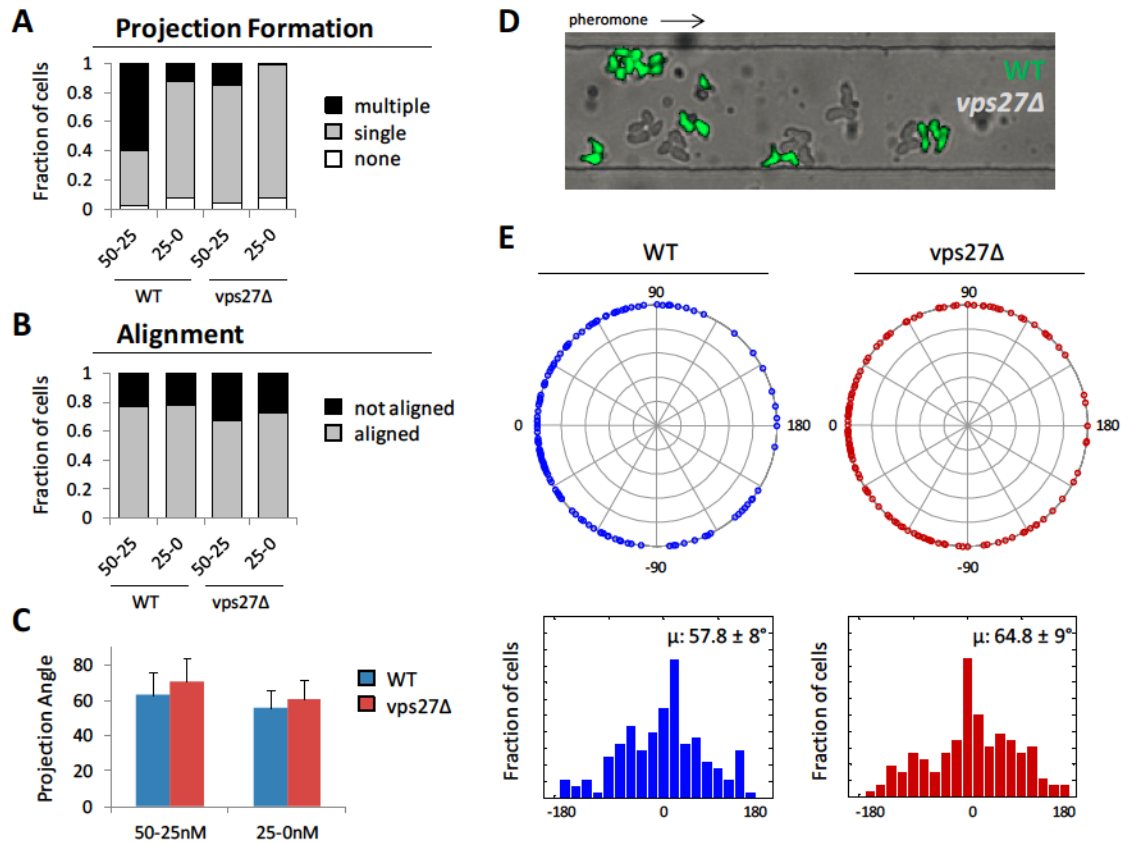 A
Projection Formation
Fraction of cells
1
0.8
0.6
0.4
0.2
0
50-25
25-0
50-25
25-0
WT
vps27Δ
multiple
single
none
B
Alignment
Fraction of cells
1
0.8
0.6
0.4
0.2
0
50-25
25-0
50-25
25-0
WT
vps27Δ
not aligned
aligned
C
Projection Angle
80
60
40
20
0
50-25nM
25-0nM
WT
vps27Δ
D
pheromone
WT
vps27Δ
E
WT
90
0
180
-90
vps27Δ
90
0
180
-90
Fraction of cells
μ: 57.8 ± 8°
-180
0
180
Fraction of cells
μ: 64.8 ± 9°
-180
0
180